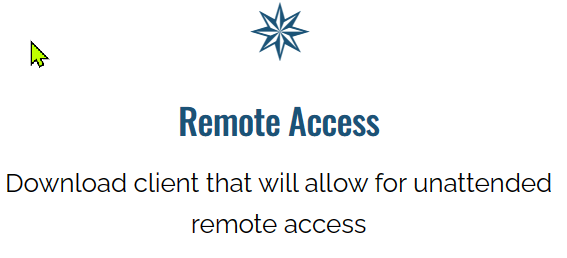 Remote Access
Download client that will allow for unattended
remote access